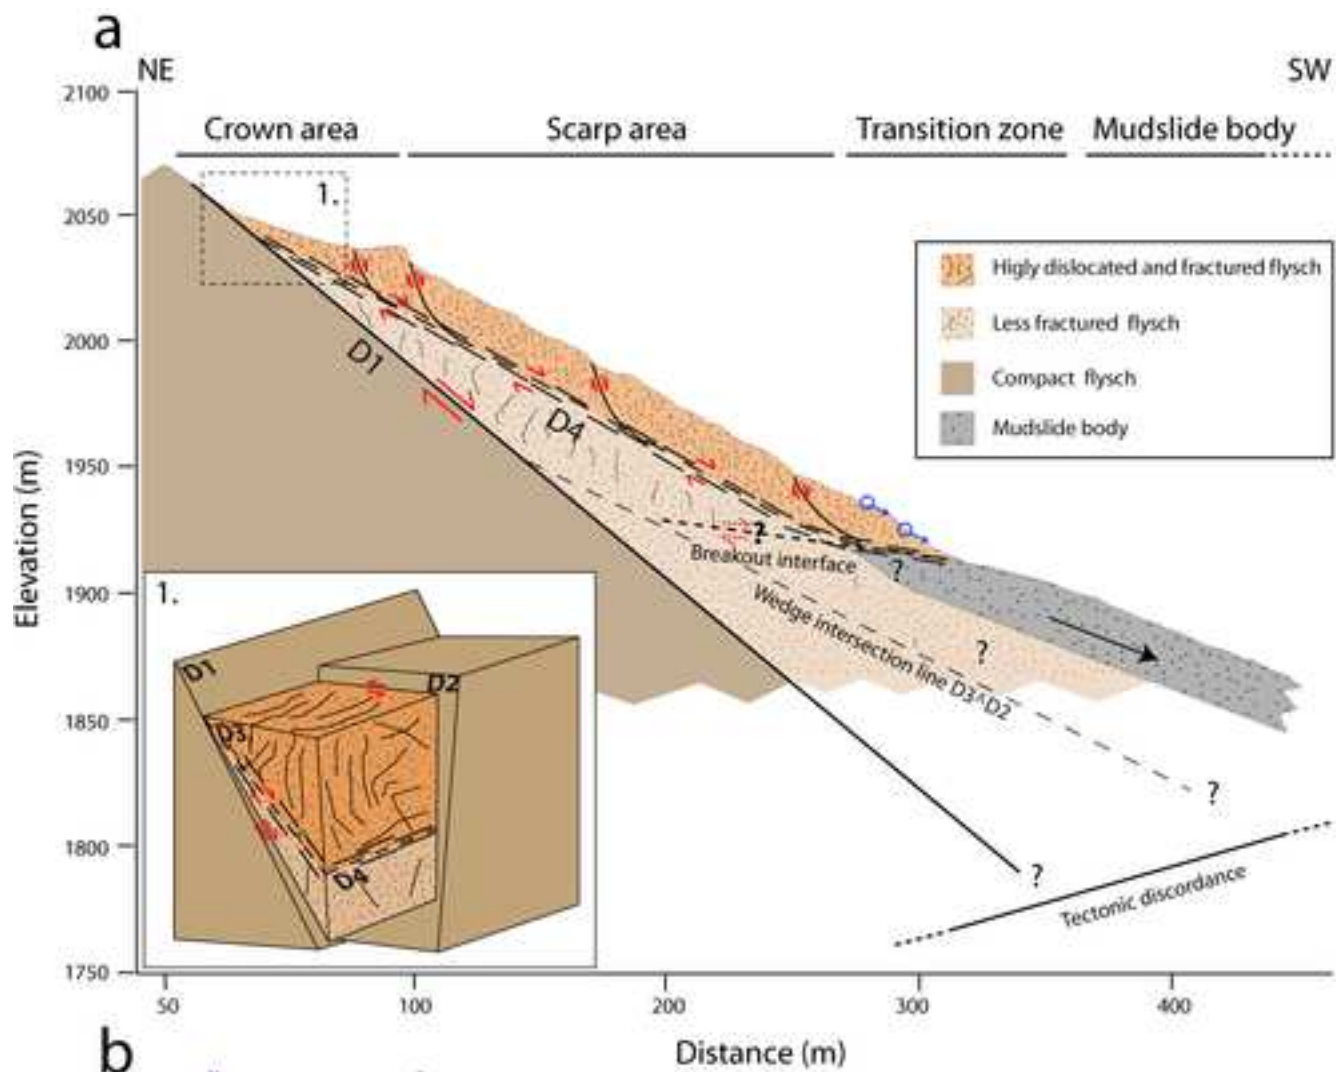 a
NE
SW
2100
Crown area
Scarp area
Transition zone
Mudslide body
1.
2050
Higly dislocated and fractured flysch
Less fractured flysch
Compact flysch
Mudslide body
2000
D1
D4
1950
?
Breakout interface
?
Wedge intersection line D3^D2
?
1900
1.
D1
D2
D3
D4
1850
?
1800
?
Tectonic discordance
1750
Elevation (m)
50
100
200
300
400
Distance (m)
b